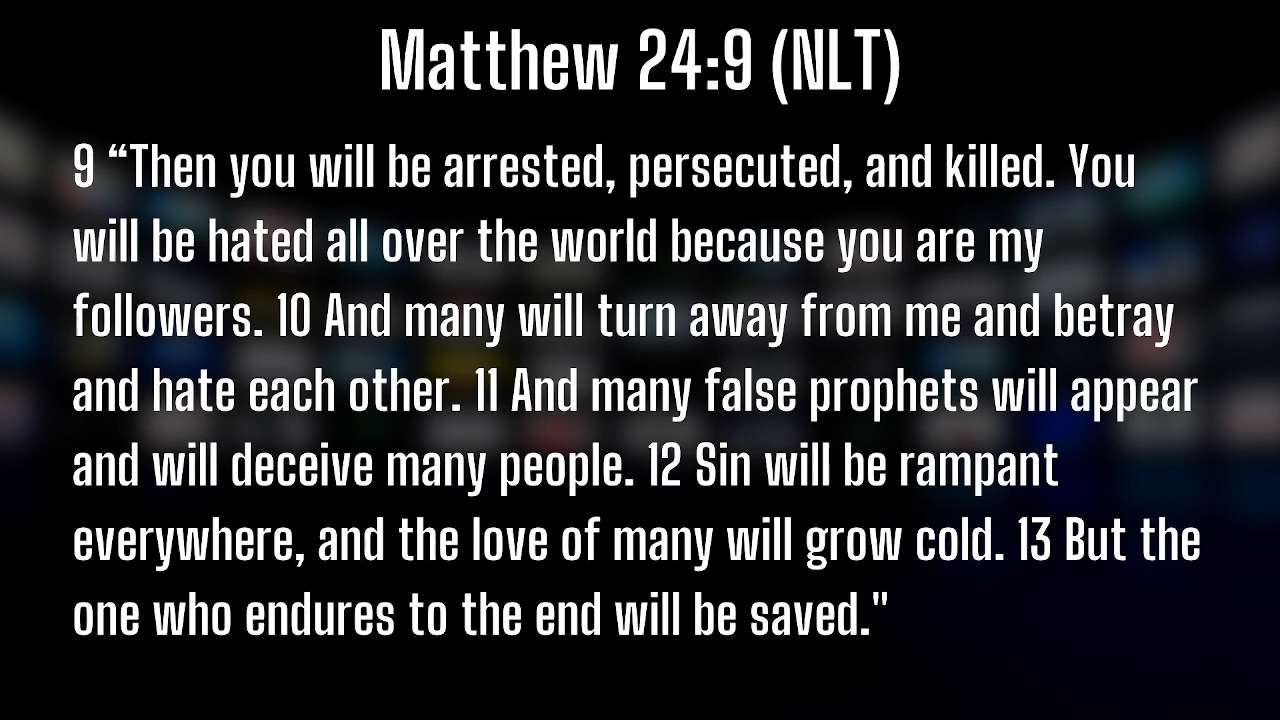 Matthew 24:9 (NLT)
9 “Then you will be arrested, persecuted, and killed. You
will be hated all over the world because you are my
followers. 10 And many will turn away from me and betray
and hate each other. 11 And many false prophets will appear
and will deceive many people. 12 Sin will be rampant
everywhere, and the love of many will grow cold. 13 But the
one who endures to the end will be saved."